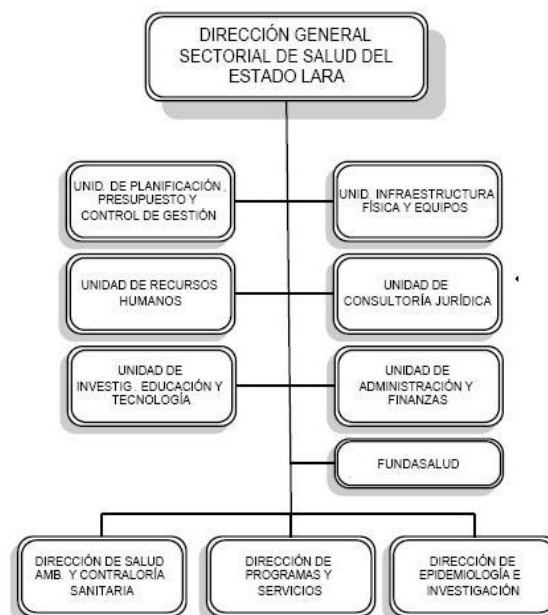 DIRECCIÓN GENERAL
SECTORIAL DE SALUD DEL
ESTADO LARA
UNID. DE PLANIFICACIÓN,
PRESUPUESTO Y
CONTROL DE GESTIÓN
UNID. INFRAESTRUCTURA
FÍSICA Y EQUIPOS
UNIDAD DE RECURSOS
HUMANOS
UNIDAD DE
CONSULTORÍA JURÍDICA
UNIDAD DE
INVESTIG. EDUCACIÓN Y
TECNOLOGÍA
UNIDAD DE
ADMINISTRACIÓN Y
FINANZAS
FUNDASALUD
DIRECCIÓN DE SALUD
AMB. Y CONTRALORÍA
SANITARIA
DIRECCIÓN DE
PROGRAMAS Y
SERVICIOS
DIRECCIÓN DE
EPIDEMIOLOGÍA E
INVESTIGACIÓN